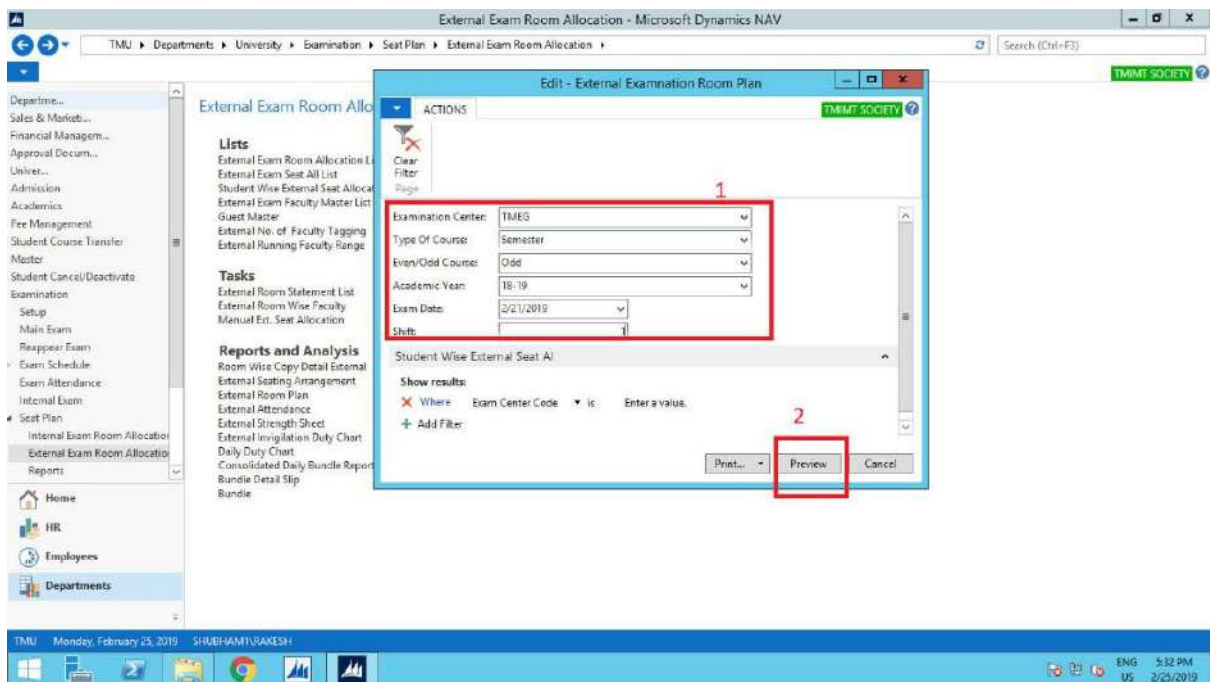 External Exam Room Allocation - Microsoft Dynamics NAV
TMU ▸ Departments ▸ University ▸ Examination ▸ Seat Plan ▸ External Exam Room Allocation ▸
Search (Ctrl+F3)
TMIMT SOCIETY
Departme...
Sales & Marketi...
Financial Managem...
Approval Docum...
Univer...
Admission
Academics
Fee Management
Student Course Transfer
Master
Student Cancel/Deactivate
Examination
Setup
Main Exam
Reappear Exam
Exam Schedule
Exam Attendance
Internal Exam
Seat Plan
Internal Exam Room Allocatio
External Exam Room Allocatio
Reports
Home
HR
Employees
Departments
External Exam Room Allo
Lists
External Exam Room Allocation Li
External Exam Seat All List
Student Wise External Seat Allocat
External Exam Faculty Master List
Guest Master
External No. of Faculty Tagging
External Running Faculty Range
Tasks
External Room Statement List
External Room Wise Faculty
Manual Ext. Seat Allocation
Reports and Analysis
Room Wise Copy Detail External
External Seating Arrangement
External Room Plan
External Attendance
External Strength Sheet
External Invigilation Duty Chart
Daily Duty Chart
Consolidated Daily Bundle Report
Bundle Detail Slip
Bundle
Edit - External Examnation Room Plan
ACTIONS
TMIMT SOCIETY
Clear
Filter
Page
1
Examination Center: TMEG
Type Of Course: Semester
Even/Odd Course: Odd
Academic Year: 18-19
Exam Date: 2/21/2019
Shift: 1
Student Wise External Seat Al
Show results:
Where Exam Center Code ▾ is Enter a value.
Add Filter
2
Print... Preview Cancel
TMU Monday, February 25, 2019 SHUBHAM1\RAKESH
ENG 5:32 PM
US 2/25/2019